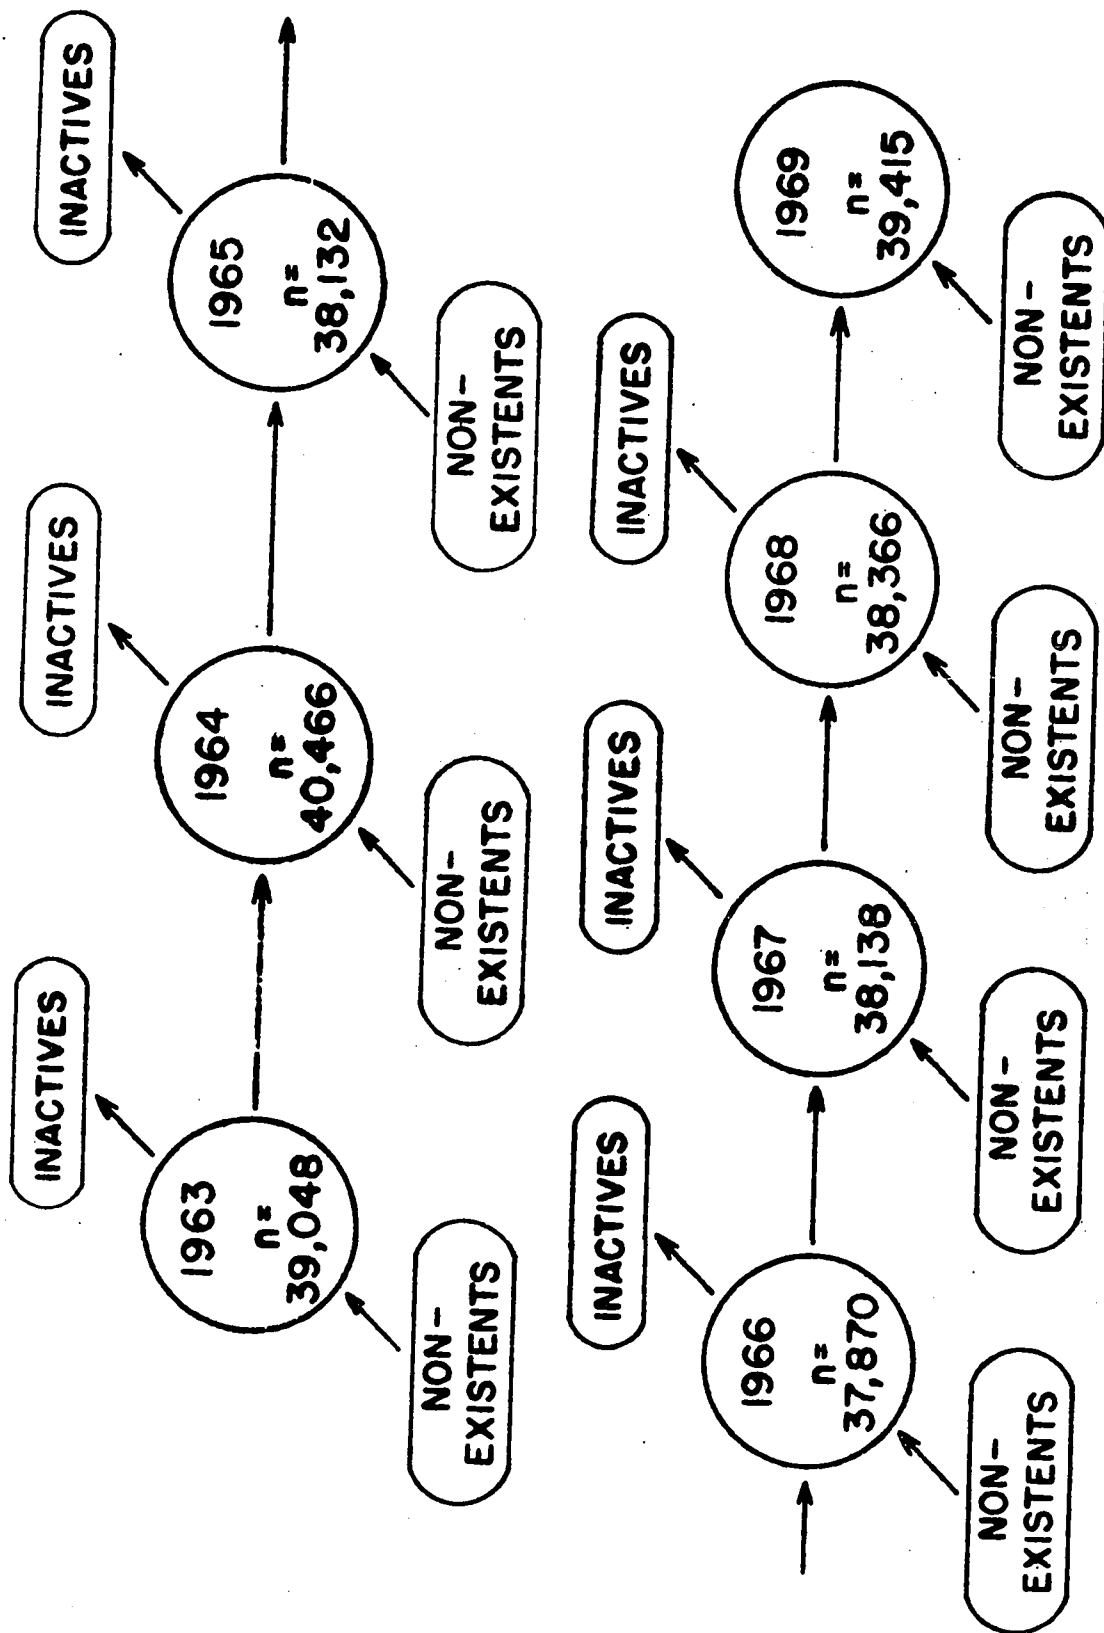 INACTIVES
INACTIVES
INACTIVES
1963
n=
39,048
1964
n=
40,466
1965
n=
38,132
NON-
EXISTENTS
NON-
EXISTENTS
NON-
EXISTENTS
INACTIVES
INACTIVES
INACTIVES
1966
n=
37,870
1967
n=
38,138
1968
n=
38,366
1969
n=
39,415
NON-
EXISTENTS
NON-
EXISTENTS
NON-
EXISTENTS
NON-
EXISTENTS